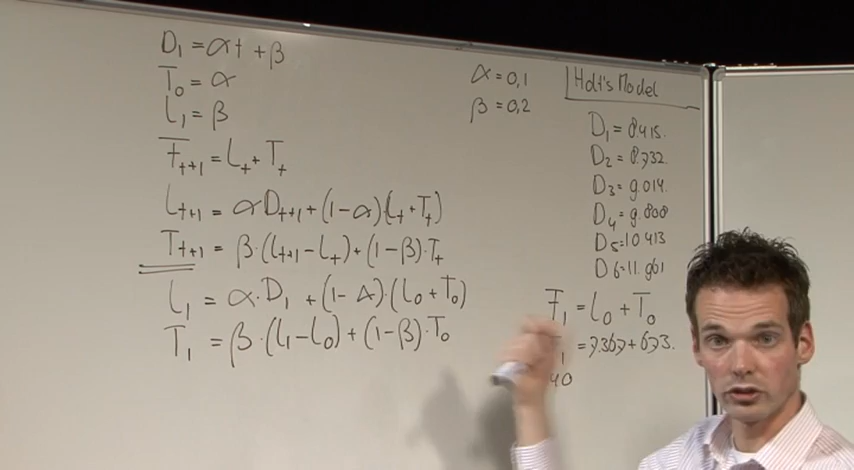 D₁ = αt + β
T₀ = α
L₁ = β
F_{t+1} = L_t + T_t
L_{t+1} = αD_{t+1} + (1-α)(L_t + T_t)
T_{t+1} = β·(L_{t+1} - L_t) + (1-β)·T_t
L₁ = α·D₁ + (1-α)·(L₀ + T₀)
T₁ = β·(L₁ - L₀) + (1-β)·T₀
α = 0,1
β = 0,2
Holt's Model
D₁ = 8.415.
D₂ = 8.732.
D₃ = 9.014.
D₄ = 9.808
D5=10 413
D6=11.961
F₁ = L₀ + T₀
= 7.367 + 673.
40